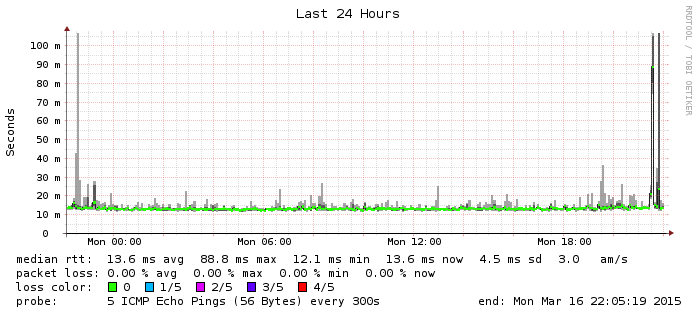 Last 24 Hours
RRDTOOL / TOBI OETIKER
Seconds
100 m
90 m
80 m
70 m
60 m
50 m
40 m
30 m
20 m
10 m
0
Mon 00:00 Mon 06:00 Mon 12:00 Mon 18:00
median rtt: 13.6 ms avg 88.8 ms max 12.1 ms min 13.6 ms now 4.5 ms sd 3.0 am/s
packet loss: 0.00 % avg 0.00 % max 0.00 % min 0.00 % now
loss color: 0 1/5 2/5 3/5 4/5
probe: 5 ICMP Echo Pings (56 Bytes) every 300s end: Mon Mar 16 22:05:19 2015